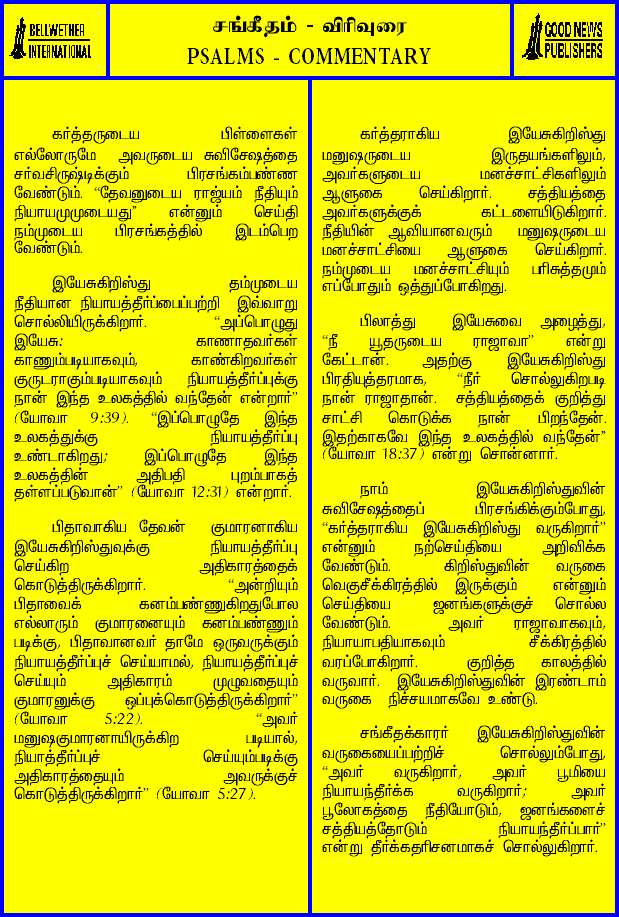 BELLWETHER
INTERNATIONAL
சங்கீதம் - விரிவுரை
PSALMS - COMMENTARY
GOOD NEWS
PUBLISHERS
கர்த்தருடைய பிள்ளைகள்
எல்லோருமே அவருடைய சுவிசேஷத்தை
சர்வசிருஷ்டிக்கும் பிரசங்கம்பண்ண
வேண்டும். “தேவனுடைய ராஜ்யம் நீதியும்
நியாயமுமுடையது” என்னும் செய்தி
நம்முடைய பிரசங்கத்தில் இடம்பெற
வேண்டும்.
இயேசுகிறிஸ்து தம்முடைய
நீதியான நியாயத்தீர்ப்பைப்பற்றி இவ்வாறு
சொல்லியிருக்கிறார். “அப்பொழுது
இயேசு: காணாதவர்கள்
காணும்படியாகவும், காண்கிறவர்கள்
குருடராகும்படியாகவும் நியாயத்தீர்ப்புக்கு
நான் இந்த உலகத்தில் வந்தேன் என்றார்”
(யோவா 9:39). “இப்பொழுதே இந்த
உலகத்துக்கு நியாயத்தீர்ப்பு
உண்டாகிறது; இப்பொழுதே இந்த
உலகத்தின் அதிபதி புறம்பாகத்
தள்ளப்படுவான்” (யோவா 12:31) என்றார்.
பிதாவாகிய தேவன் குமாரனாகிய
இயேசுகிறிஸ்துவுக்கு நியாயத்தீர்ப்பு
செய்கிற அதிகாரத்தைக்
கொடுத்திருக்கிறார். “அன்றியும்
பிதாவைக் கனம்பண்ணுகிறதுபோல
எல்லாரும் குமாரனையும் கனம்பண்ணும்
படிக்கு, பிதாவானவர் தாமே ஒருவருக்கும்
நியாயத்தீர்ப்புச் செய்யாமல், நியாயத்தீர்ப்புச்
செய்யும் அதிகாரம் முழுவதையும்
குமாரனுக்கு ஒப்புக்கொடுத்திருக்கிறார்”
(யோவா 5:22). “அவர்
மனுஷகுமாரனாயிருக்கிற படியால்,
நியாத்தீர்ப்புச் செய்யும்படிக்கு
அதிகாரத்தையும் அவருக்குச்
கொடுத்திருக்கிறார்” (யோவா 5:27).
கர்த்தராகிய இயேசுகிறிஸ்து
மனுஷருடைய இருதயங்களிலும்,
அவர்களுடைய மனச்சாட்சிகளிலும்
ஆளுகை செய்கிறார். சத்தியத்தை
அவர்களுக்குக் கட்டளையிடுகிறார்.
நீதியின் ஆவியானவரும் மனுஷருடைய
மனச்சாட்சியை ஆளுகை செய்கிறார்.
நம்முடைய மனச்சாட்சியும் பரிசுத்தமும்
எப்போதும் ஒத்துப்போகிறது.
பிலாத்து இயேசுவை அழைத்து,
“நீ யூதருடைய ராஜாவா” என்று
கேட்டான். அதற்கு இயேசுகிறிஸ்து
பிரதியுத்தரமாக, “நீர் சொல்லுகிறபடி
நான் ராஜாதான். சத்தியத்தைக் குறித்து
சாட்சி கொடுக்க நான் பிறந்தேன்.
இதற்காகவே இந்த உலகத்தில் வந்தேன்”
(யோவா 18:37) என்று சொன்னார்.
நாம் இயேசுகிறிஸ்துவின்
சுவிசேஷத்தைப் பிரசங்கிக்கும்போது,
“கர்த்தராகிய இயேசுகிறிஸ்து வருகிறார்”
என்னும் நற்செய்தியை அறிவிக்க
வேண்டும். கிறிஸ்துவின் வருகை
வெகுசீக்கிரத்தில் இருக்கும் என்னும்
செய்தியை ஜனங்களுக்குச் சொல்ல
வேண்டும். அவர் ராஜாவாகவும்,
நியாயாபதியாகவும் சீக்கிரத்தில்
வரப்போகிறார். குறித்த காலத்தில்
வருவார். இயேசுகிறிஸ்துவின் இரண்டாம்
வருகை நிச்சயமாகவே உண்டு.
சங்கீதக்காரர் இயேசுகிறிஸ்துவின்
வருகையைப்பற்றிச் சொல்லும்போது,
“அவர் வருகிறார், அவர் பூமியை
நியாயந்தீர்க்க வருகிறார்; அவர்
பூலோகத்தை நீதியோடும், ஜனங்களைச்
சத்தியத்தோடும் நியாயந்தீர்ப்பார்”
என்று தீர்க்கதரிசனமாகச் சொல்லுகிறார்.